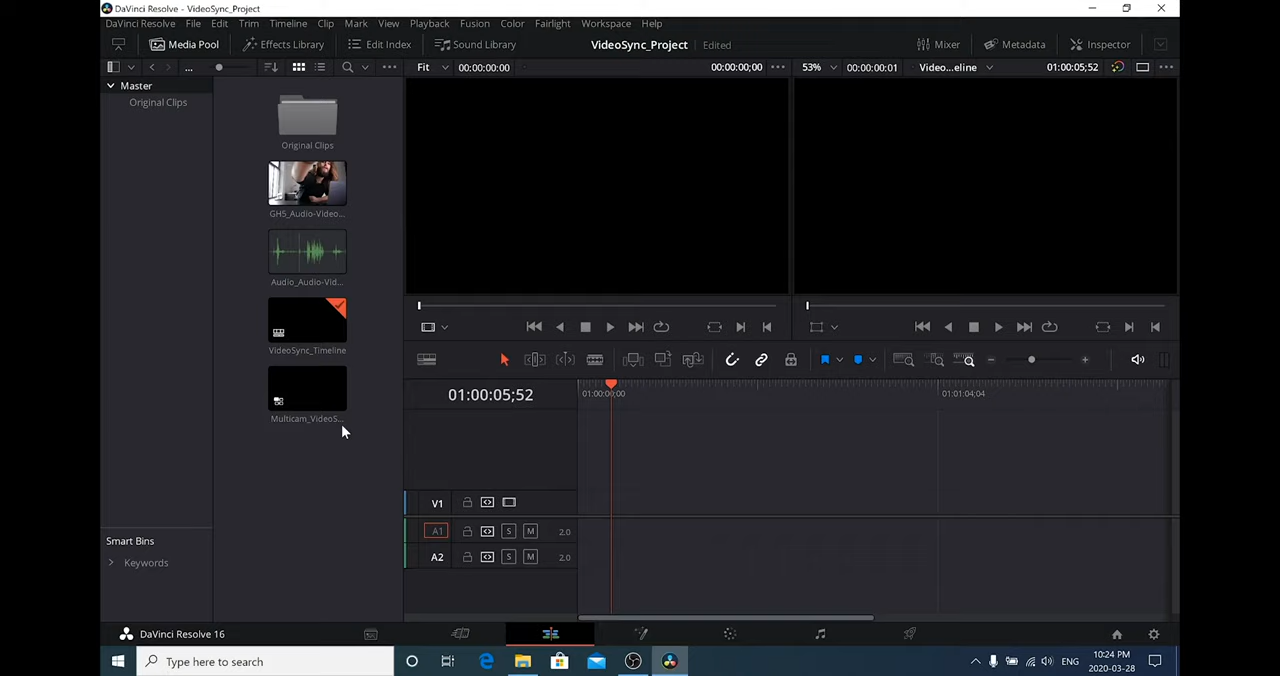 DaVinci Resolve - VideoSync_Project
DaVinci Resolve File Edit Trim Timeline Clip Mark View Playback Fusion Color Fairlight Workspace Help
Media Pool Effects Library Edit Index Sound Library VideoSync_Project Edited Mixer Metadata Inspector
... Fit 00:00:00:00 00:00:00;00 53% 00:00:00:01 Video...eline 01:00:05;52
Master
Original Clips
Original Clips
GH5_Audio-Video...
Audio_Audio-Vid...
VideoSync_Timeline
Multicam_VideoS...
01:00:05;52
01:00:00;00 01:01:04;04
V1
A1 S M 2.0
A2 S M 2.0
Smart Bins
Keywords
DaVinci Resolve 16
Type here to search
ENG
10:24 PM
2020-03-28